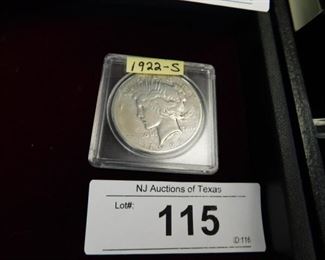 1922-S
NJ Auctions of Texas
Lot#:
115
ID:116